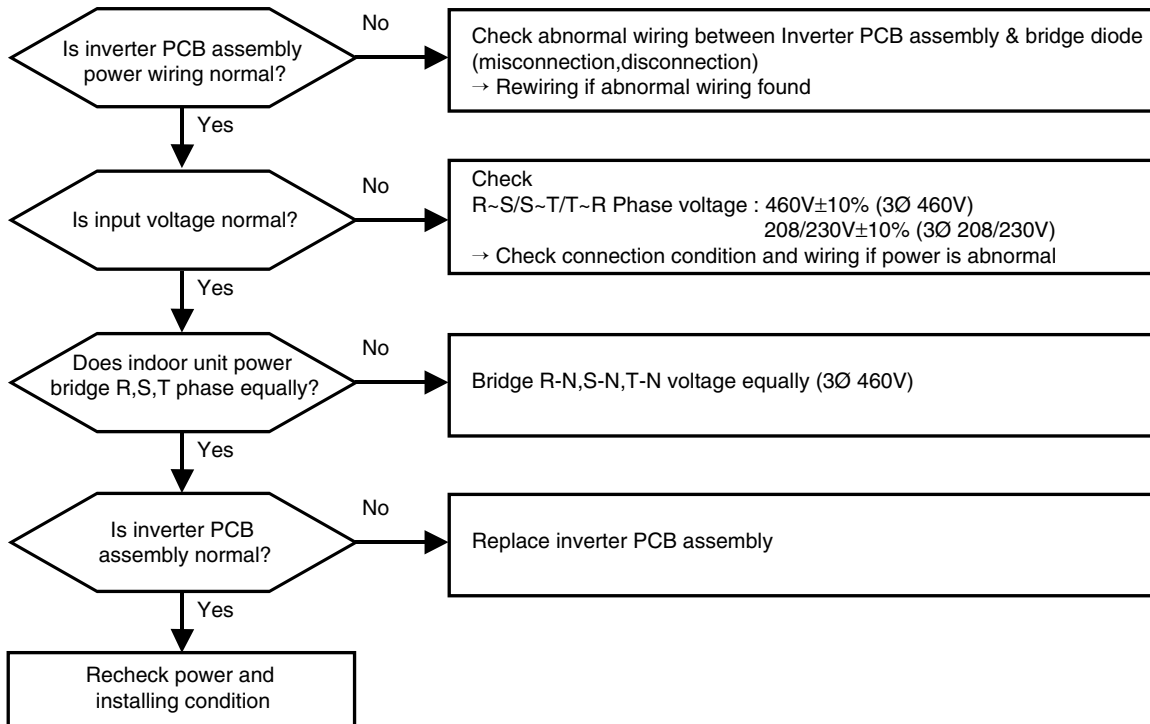 Is inverter PCB assembly
power wiring normal?
No
Check abnormal wiring between Inverter PCB assembly & bridge diode
(misconnection,disconnection)
→ Rewiring if abnormal wiring found
Yes
Is input voltage normal?
No
Check
R~S/S~T/T~R Phase voltage : 460V±10% (3Ø 460V)
208/230V±10% (3Ø 208/230V)
→ Check connection condition and wiring if power is abnormal
Yes
Does indoor unit power
bridge R,S,T phase equally?
No
Bridge R-N,S-N,T-N voltage equally (3Ø 460V)
Yes
Is inverter PCB
assembly normal?
No
Replace inverter PCB assembly
Yes
Recheck power and
installing condition